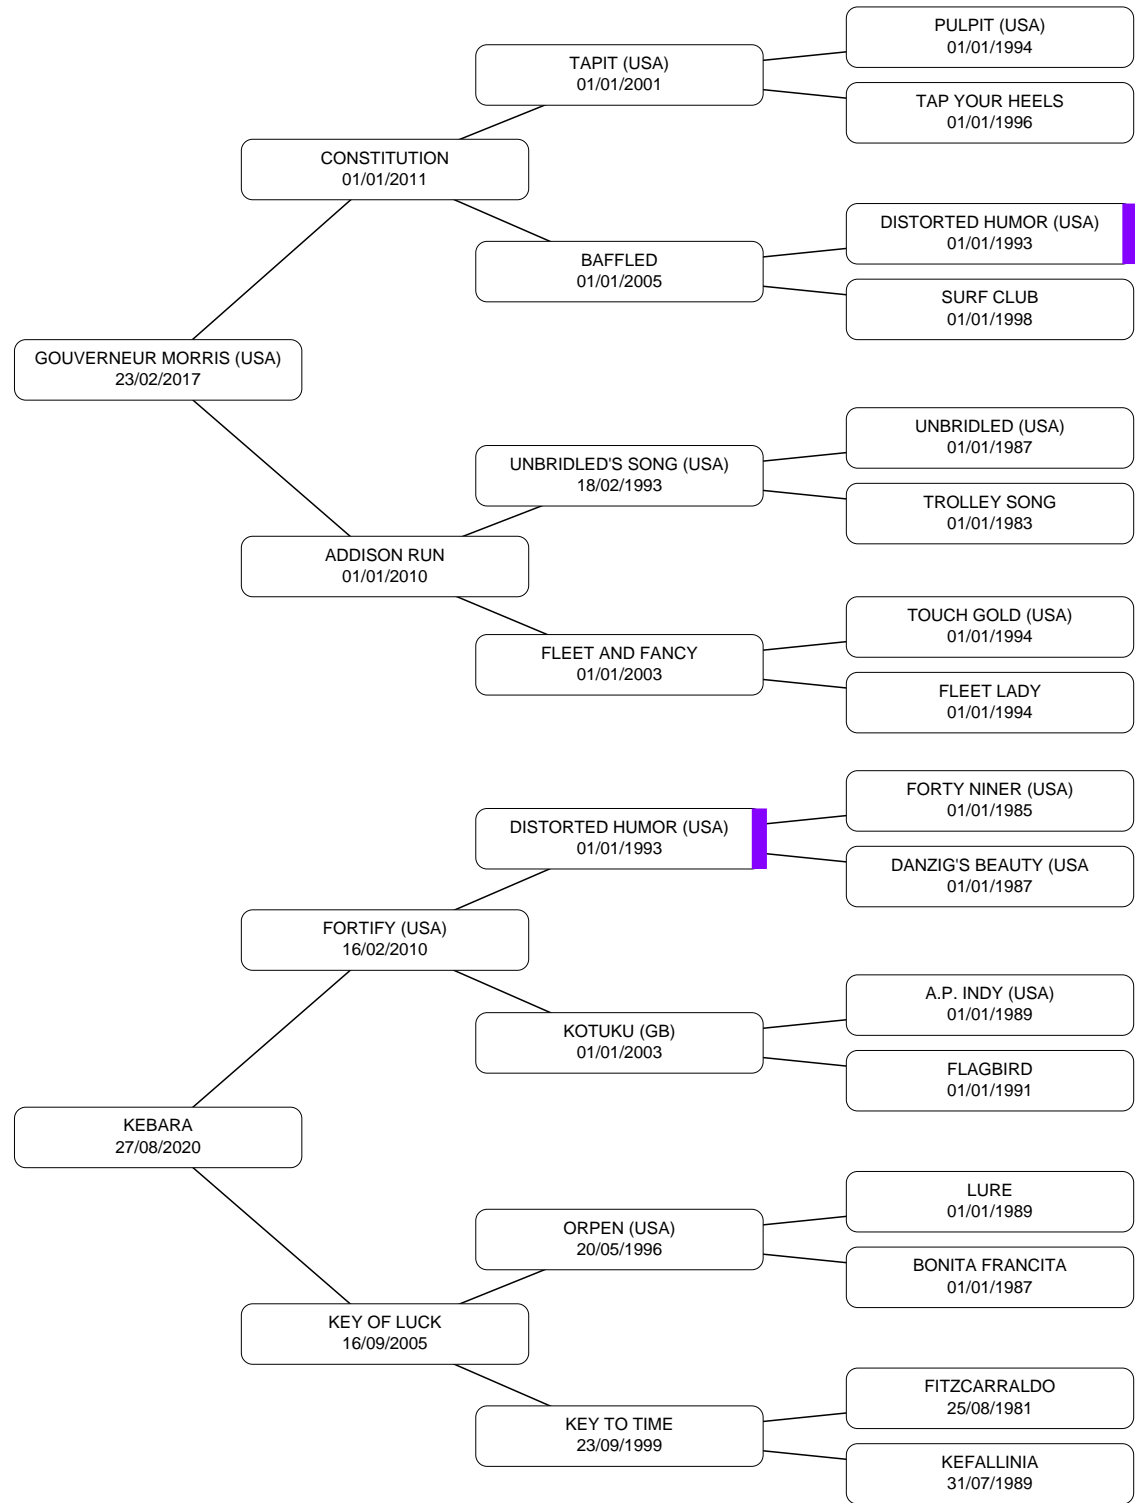 PULPIT (USA)
01/01/1994
TAPIT (USA)
01/01/2001
TAP YOUR HEELS
01/01/1996
CONSTITUTION
01/01/2011
DISTORTED HUMOR (USA)
01/01/1993
BAFFLED
01/01/2005
SURF CLUB
01/01/1998
GOUVERNEUR MORRIS (USA)
23/02/2017
UNBRIDLED (USA)
01/01/1987
UNBRIDLED'S SONG (USA)
18/02/1993
TROLLEY SONG
01/01/1983
ADDISON RUN
01/01/2010
TOUCH GOLD (USA)
01/01/1994
FLEET AND FANCY
01/01/2003
FLEET LADY
01/01/1994
FORTY NINER (USA)
01/01/1985
DISTORTED HUMOR (USA)
01/01/1993
DANZIG'S BEAUTY (USA
01/01/1987
FORTIFY (USA)
16/02/2010
A.P. INDY (USA)
01/01/1989
KOTUKU (GB)
01/01/2003
FLAGBIRD
01/01/1991
KEBARA
27/08/2020
LURE
01/01/1989
ORPEN (USA)
20/05/1996
BONITA FRANCITA
01/01/1987
KEY OF LUCK
16/09/2005
FITZCARRALDO
25/08/1981
KEY TO TIME
23/09/1999
KEFALLINIA
31/07/1989